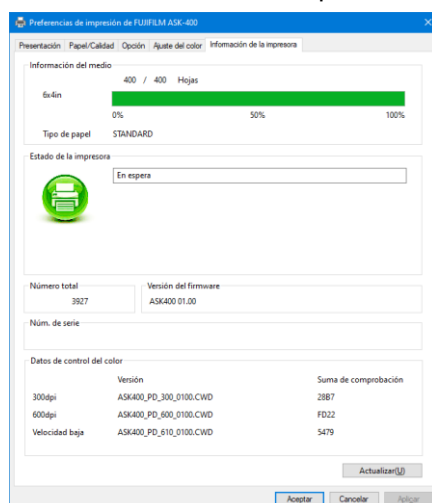 Preferencias de impresión de FUJIFILM ASK-400
Presentación Papel/Calidad Opción Ajuste del color Información de la impresora
Información del medio
400 / 400 Hojas
6x4in
0% 50% 100%
Tipo de papel STANDARD
Estado de la impresora
En espera
Número total Versión del firmware
3927 ASK400 01.00
Núm. de serie
Datos de control del color
Versión Suma de comprobación
300dpi ASK400_PD_300_0100.CWD 28B7
600dpi ASK400_PD_600_0100.CWD FD22
Velocidad baja ASK400_PD_610_0100.CWD 5479
Actualizar(U)
Aceptar Cancelar Aplicar